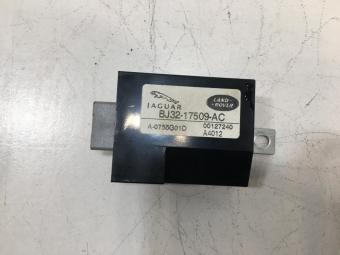 JAGUAR
LAND ROVER
BJ32-17509-AC
A-0755G01D 00127240
A4012